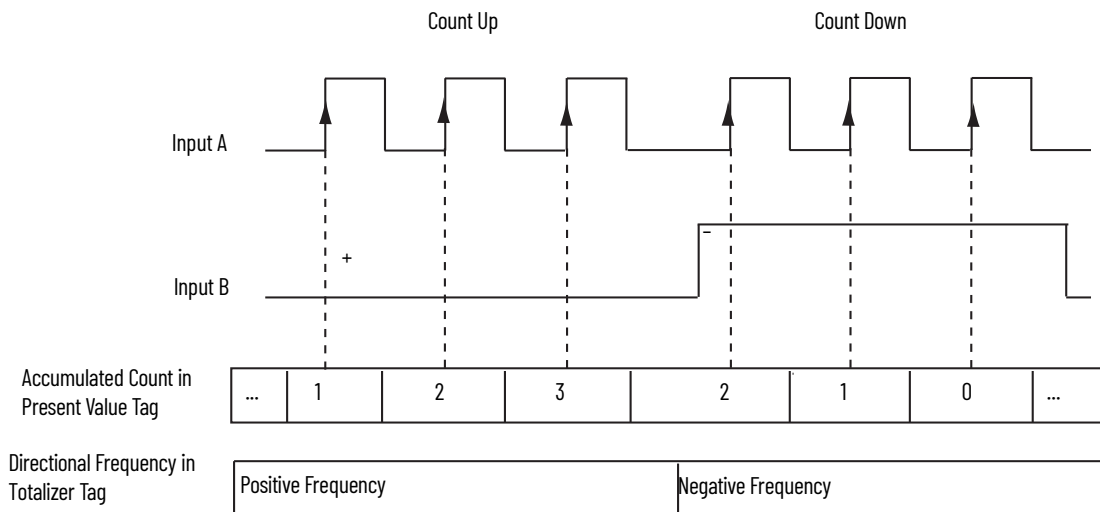 Count Up
Count Down
Input A
+
−
Input B
Accumulated Count in
Present Value Tag
... 1 2 3 2 1 0 ...
Directional Frequency in
Totalizer Tag
Positive Frequency
Negative Frequency